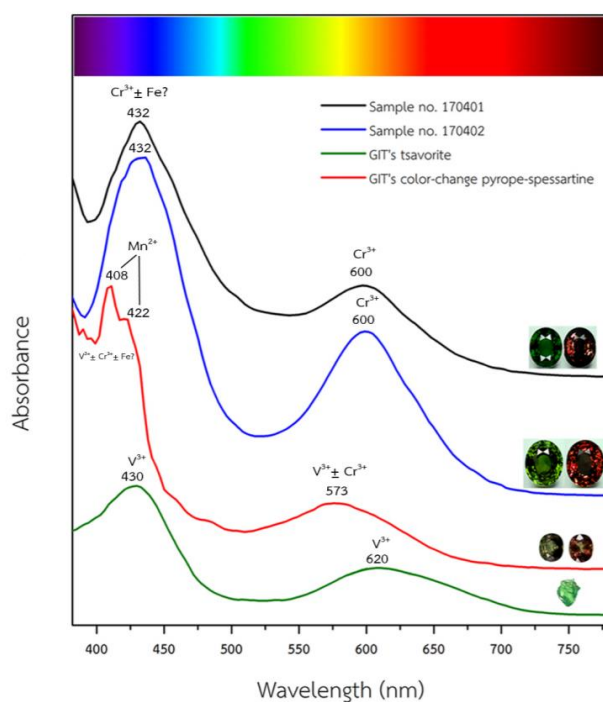 Cr³⁺± Fe?
432
432
Sample no. 170401
Sample no. 170402
GIT's tsavorite
GIT's color-change pyrope-spessartine
Mn²⁺
408
422
V³⁺± Cr³⁺± Fe?
Cr³⁺
600
Cr³⁺
600
V³⁺
430
V³⁺± Cr³⁺
573
V³⁺
620
Absorbance
400 450 500 550 600 650 700 750
Wavelength (nm)